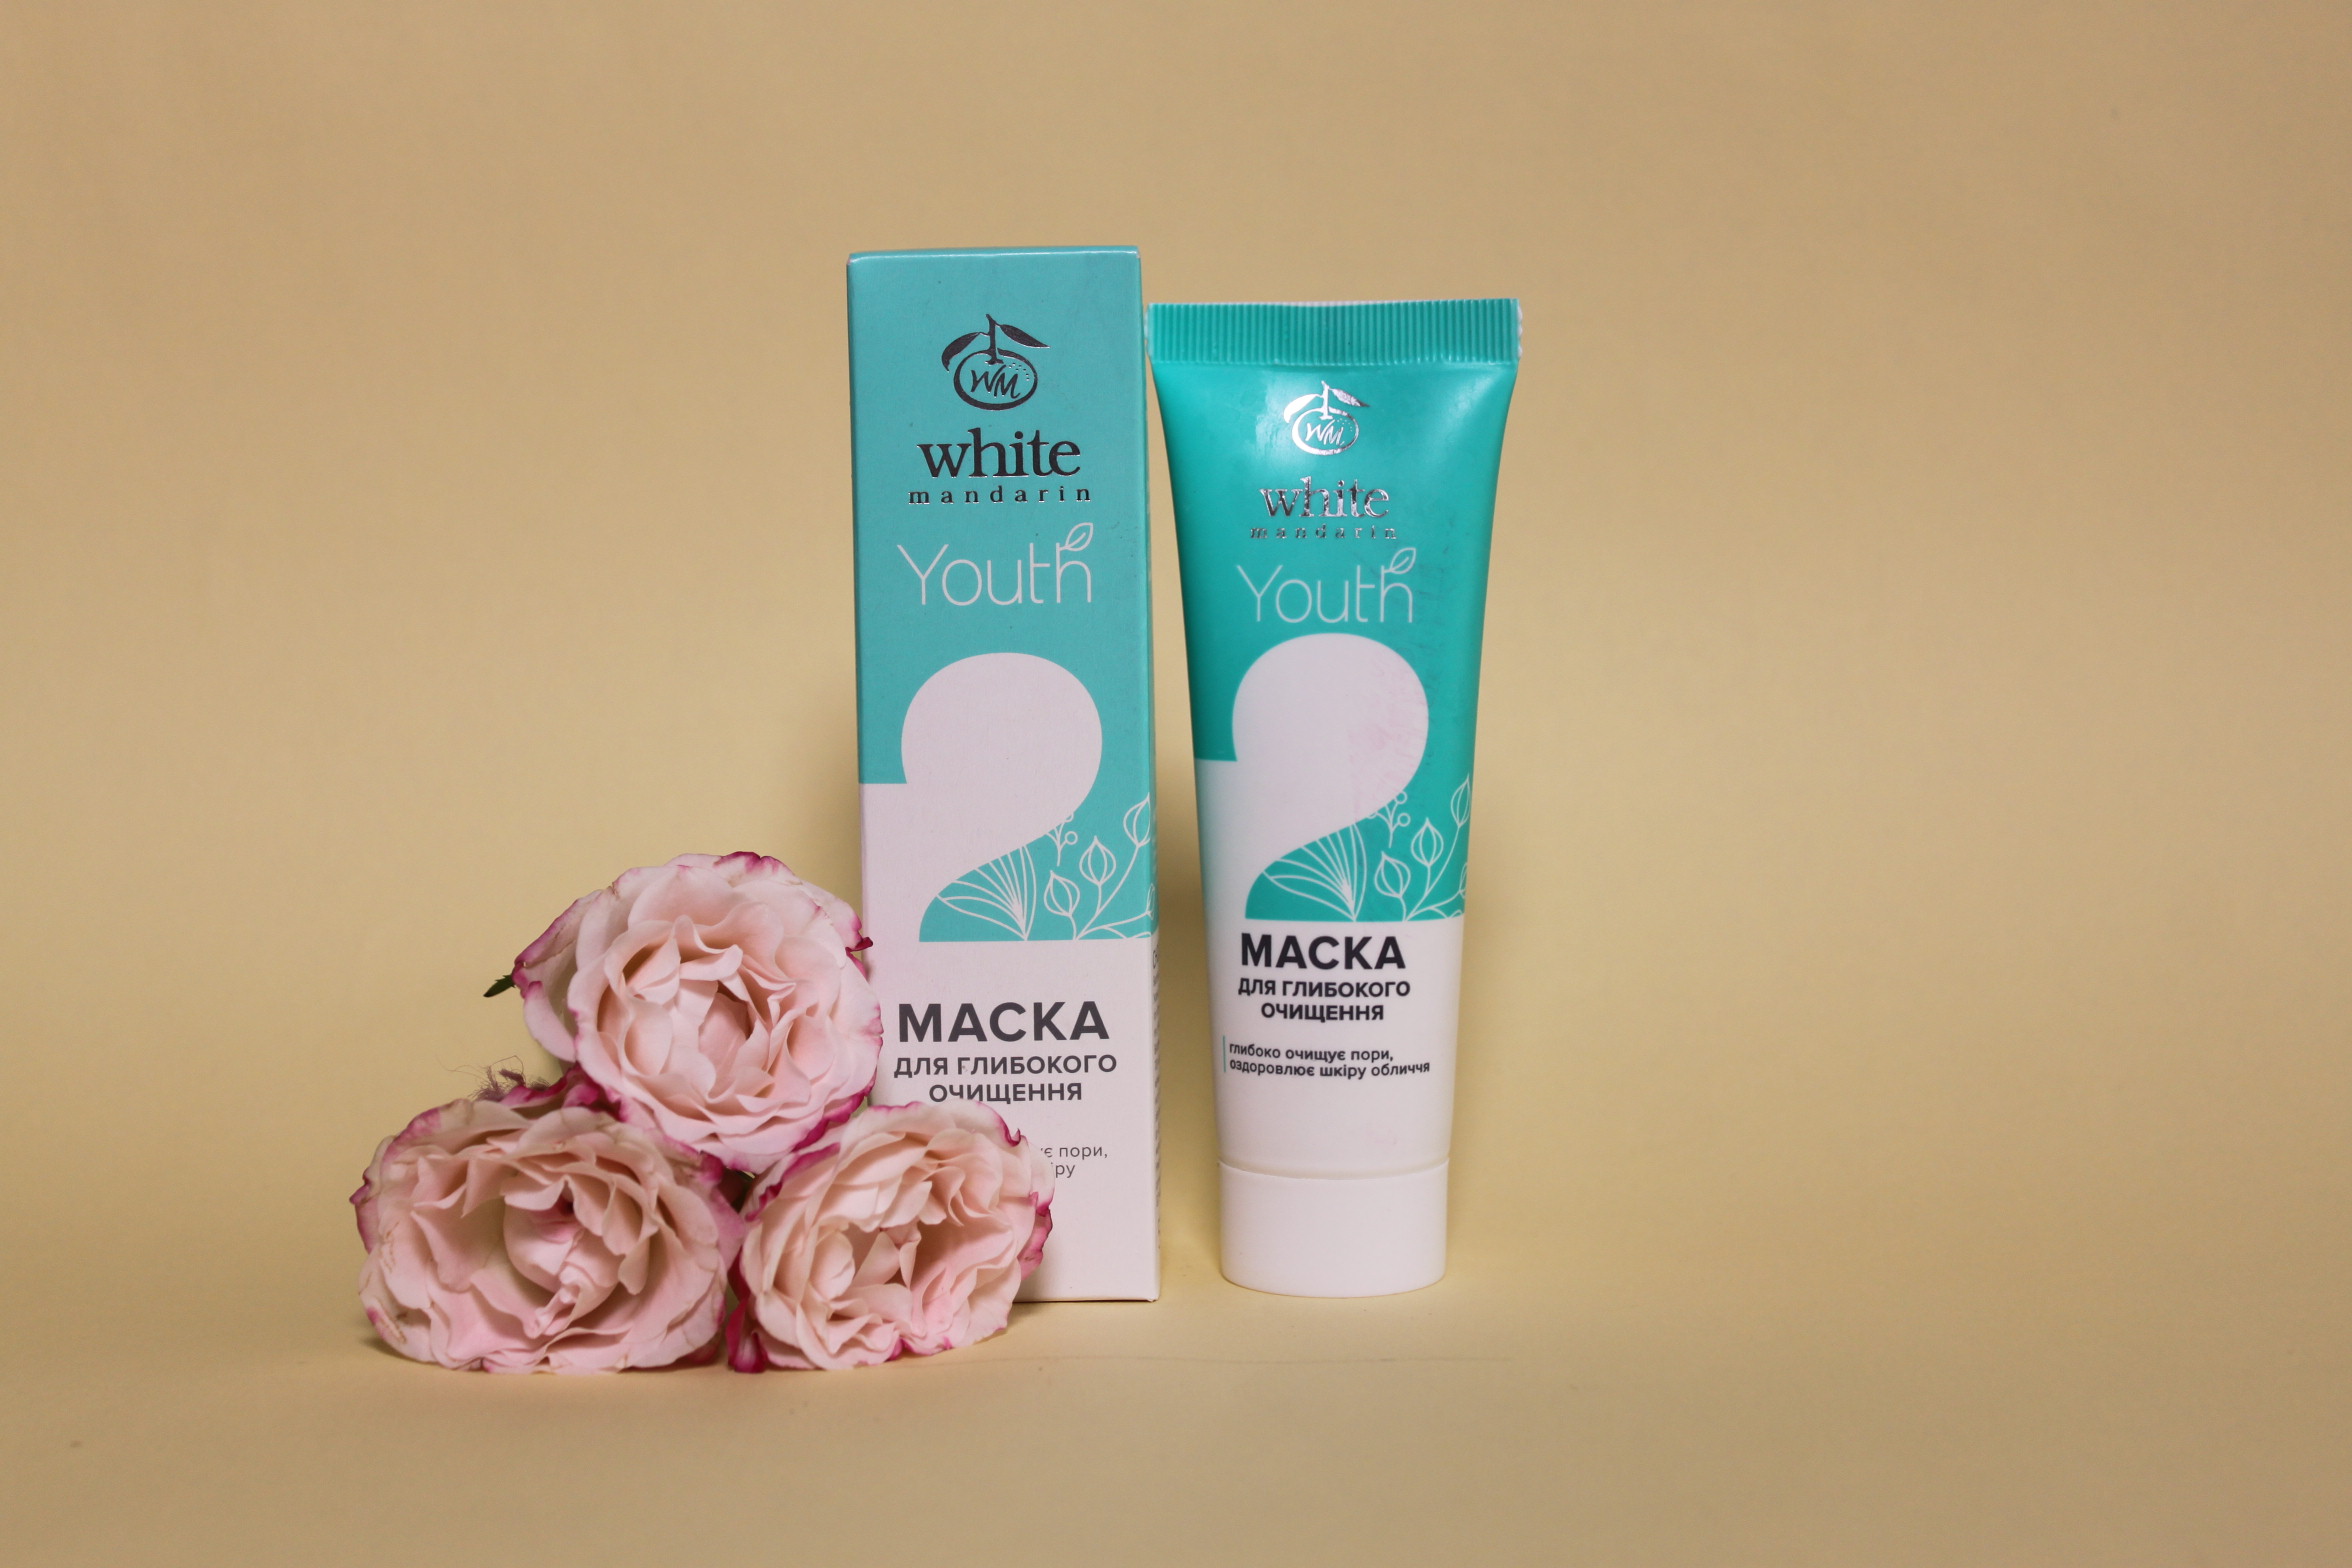 WM
white
mandarin
Youth
2
МАСКА
ДЛЯ ГЛИБОКОГО
ОЧИЩЕННЯ
пори,
WM
white
mandarin
Youth
2
МАСКА
ДЛЯ ГЛИБОКОГО
ОЧИЩЕННЯ
глибоко очищує пори,
оздоровлює шкіру обличчя